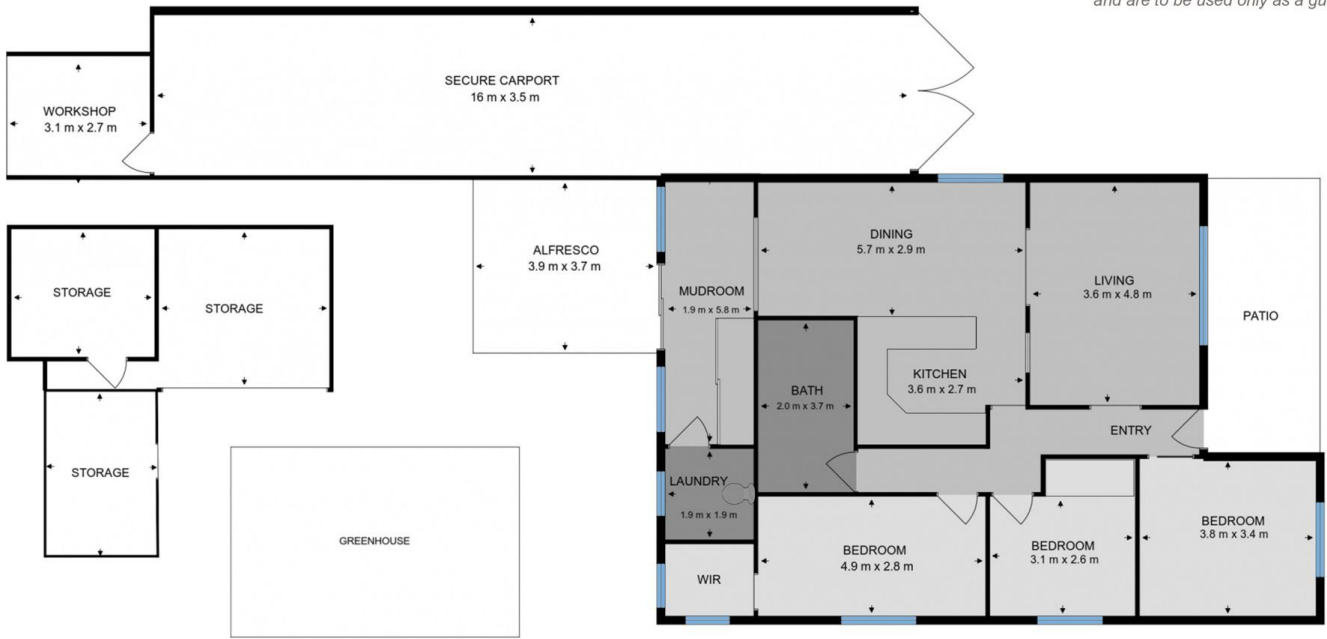 and are to be used only as a gu
SECURE CARPORT
16 m x 3.5 m
WORKSHOP
3.1 m x 2.7 m
DINING
5.7 m x 2.9 m
ALFRESCO
3.9 m x 3.7 m
LIVING
3.6 m x 4.8 m
MUDROOM
1.9 m x 5.8 m
STORAGE
STORAGE
PATIO
KITCHEN
3.6 m x 2.7 m
BATH
2.0 m x 3.7 m
ENTRY
STORAGE
LAUNDRY
1.9 m x 1.9 m
GREENHOUSE
BEDROOM
3.8 m x 3.4 m
BEDROOM
4.9 m x 2.8 m
BEDROOM
3.1 m x 2.6 m
WIR